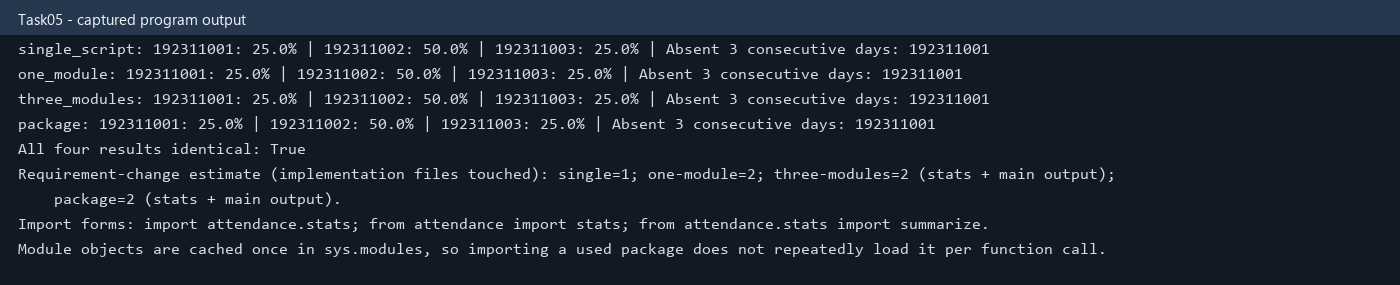 Task05 - captured program output
single_script: 192311001: 25.0% | 192311002: 50.0% | 192311003: 25.0% | Absent 3 consecutive days: 192311001
one_module: 192311001: 25.0% | 192311002: 50.0% | 192311003: 25.0% | Absent 3 consecutive days: 192311001
three_modules: 192311001: 25.0% | 192311002: 50.0% | 192311003: 25.0% | Absent 3 consecutive days: 192311001
package: 192311001: 25.0% | 192311002: 50.0% | 192311003: 25.0% | Absent 3 consecutive days: 192311001
All four results identical: True
Requirement-change estimate (implementation files touched): single=1; one-module=2; three-modules=2 (stats + main output);
    package=2 (stats + main output).
Import forms: import attendance.stats; from attendance import stats; from attendance.stats import summarize.
Module objects are cached once in sys.modules, so importing a used package does not repeatedly load it per function call.